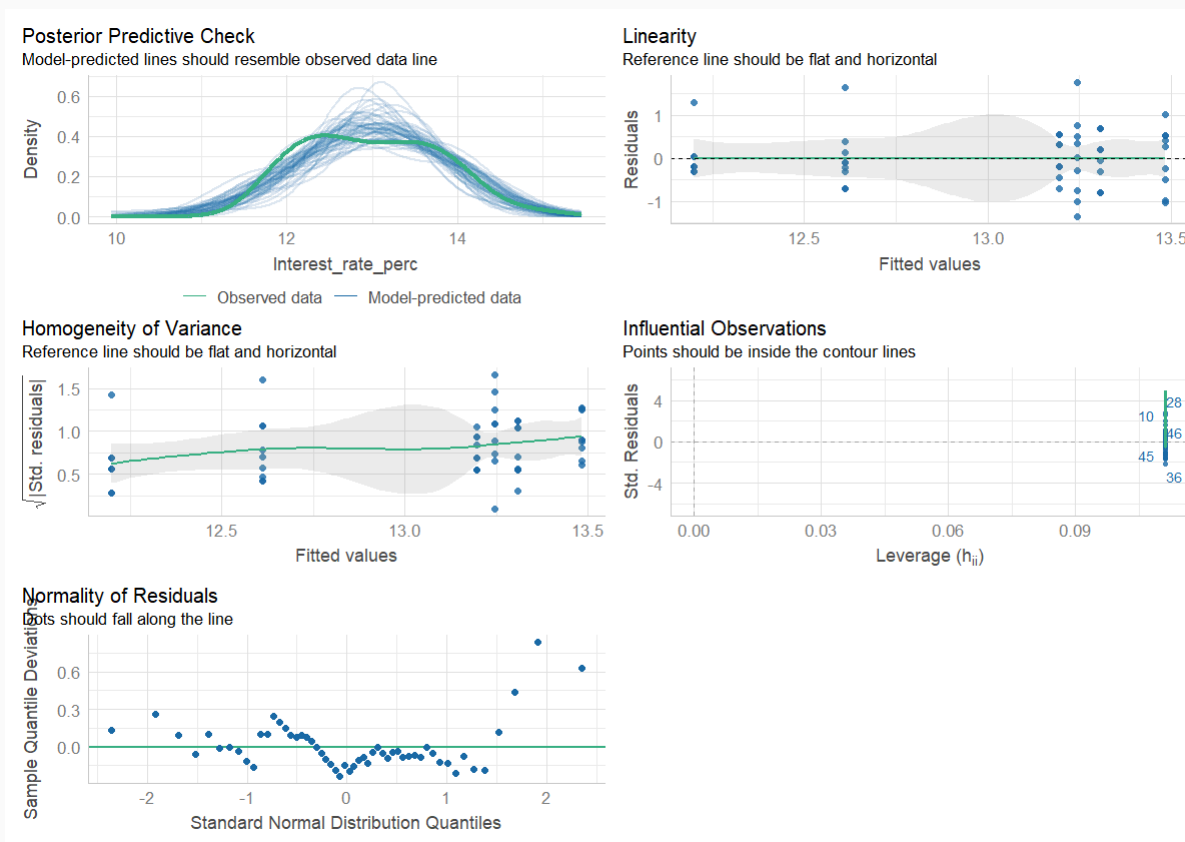 Posterior Predictive Check
Model-predicted lines should resemble observed data line
Density
0.6
0.4
0.2
0.0
10
12
14
Interest_rate_perc
Observed data
Model-predicted data
Linearity
Reference line should be flat and horizontal
Residuals
1
0
-1
12.5
13.0
13.5
Fitted values
Homogeneity of Variance
Reference line should be flat and horizontal
√|Std. residuals|
1.5
1.0
0.5
12.5
13.0
13.5
Fitted values
Influential Observations
Points should be inside the contour lines
Std. Residuals
4
0
-4
28
10
46
45
36
0.00
0.03
0.06
0.09
Leverage (hii)
Normality of Residuals
Dots should fall along the line
Sample Quantile Deviations
0.6
0.3
0.0
-2
-1
0
1
2
Standard Normal Distribution Quantiles